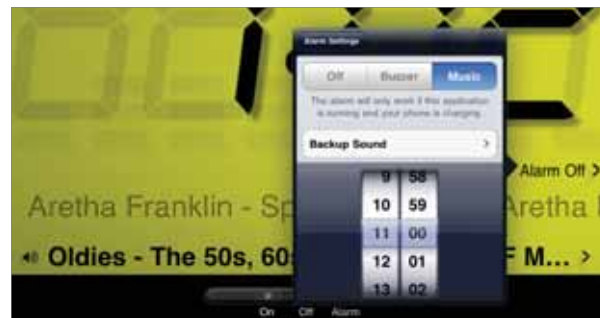 Alarm Settings
Off Buzzer Music
The alarm will only work if this application
is running and your phone is charging.
Backup Sound >
9 58
10 59
11 00
12 01
13 02
Alarm Off >
Aretha Franklin - Sp
Aretha
Oldies - The 50s, 60s
F M... >
On Off Alarm